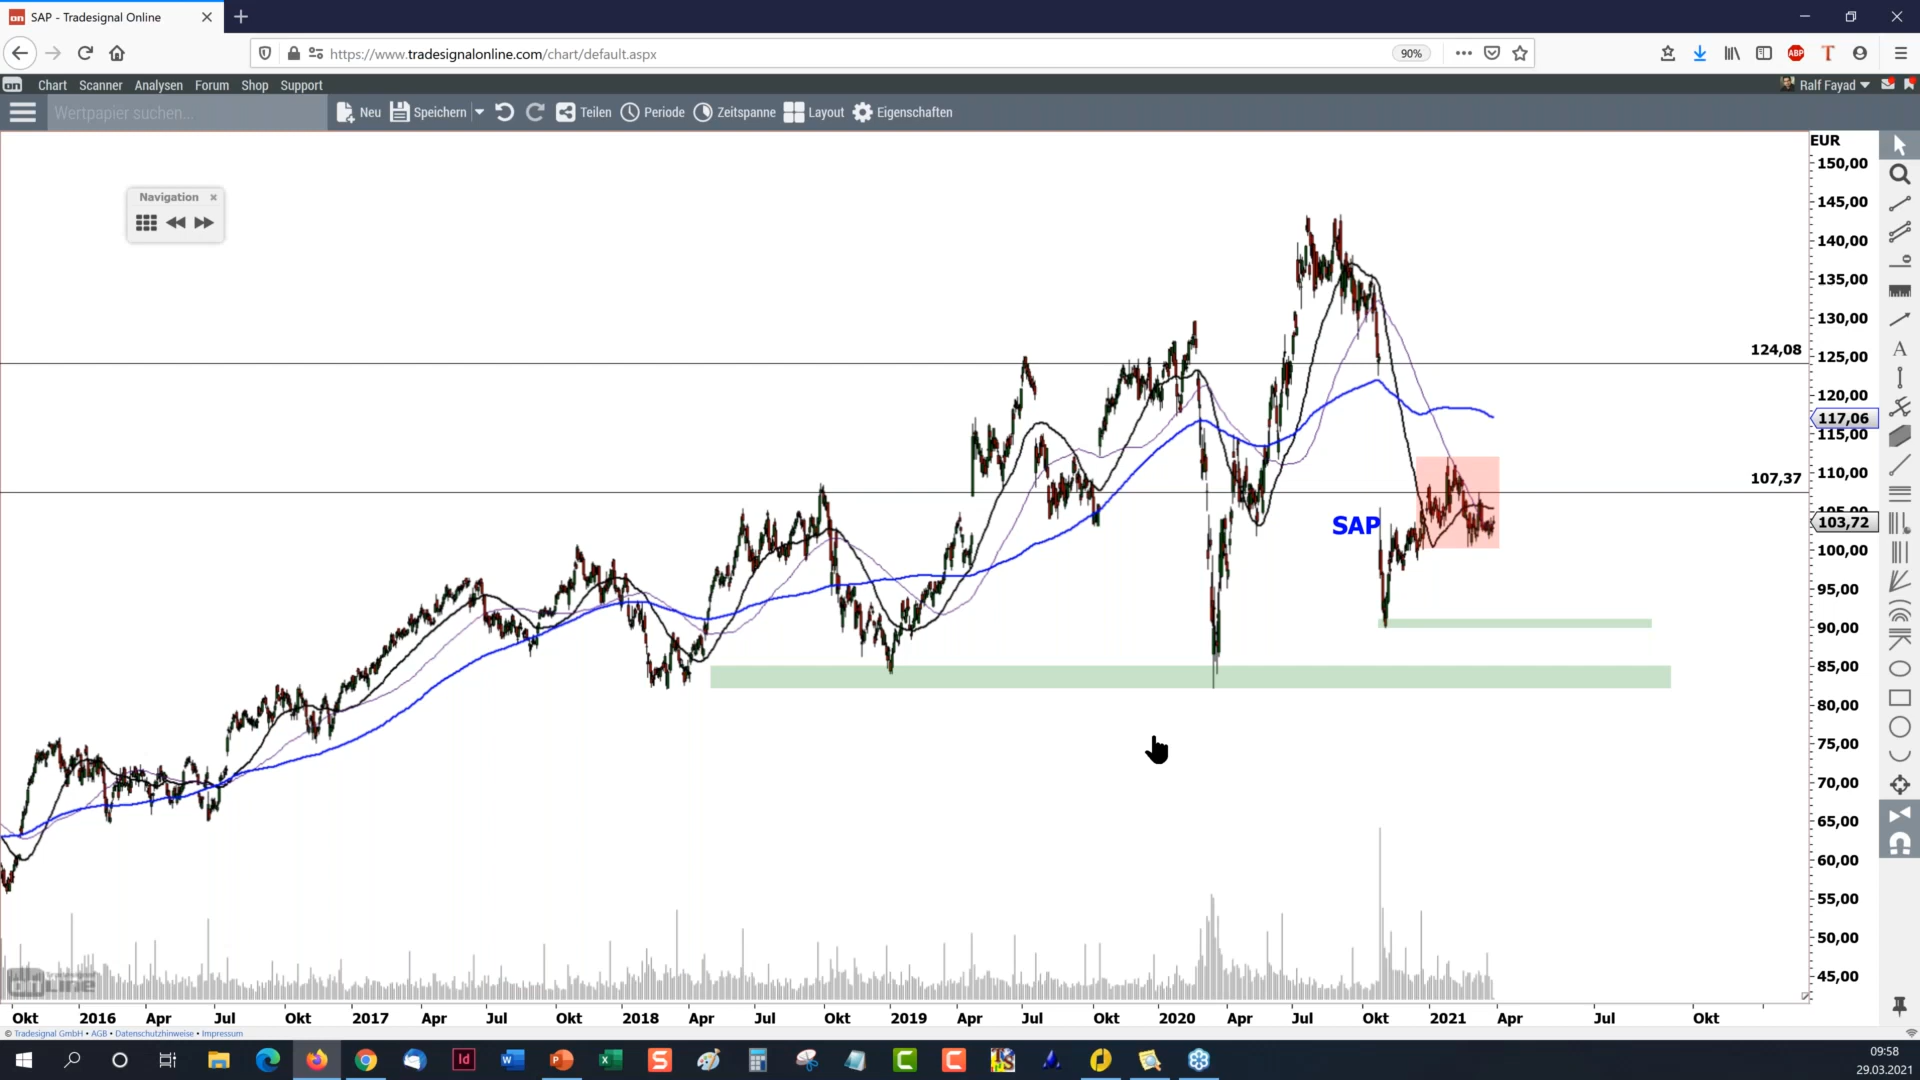 SAP - Tradesignal Online
https://www.tradesignalonline.com/chart/default.aspx
90%
ABP
on Chart Scanner Analysen Forum Shop Support
Ralf Fayad
Wertpapier suchen...
Neu Speichern Teilen Periode Zeitspanne Layout Eigenschaften
EUR
150,00
Navigation
145,00
140,00
135,00
130,00
124,08
125,00
120,00
117,06
115,00
110,00
107,37
105,00
SAP
103,72
100,00
95,00
90,00
85,00
80,00
75,00
70,00
65,00
60,00
55,00
50,00
45,00
Okt 2016 Apr Jul Okt 2017 Apr Jul Okt 2018 Apr Jul Okt 2019 Apr Jul Okt 2020 Apr Jul Okt 2021 Apr Jul Okt
© Tradesignal GmbH • AGB • Datenschutzhinweise • Impressum
09:58
29.03.2021